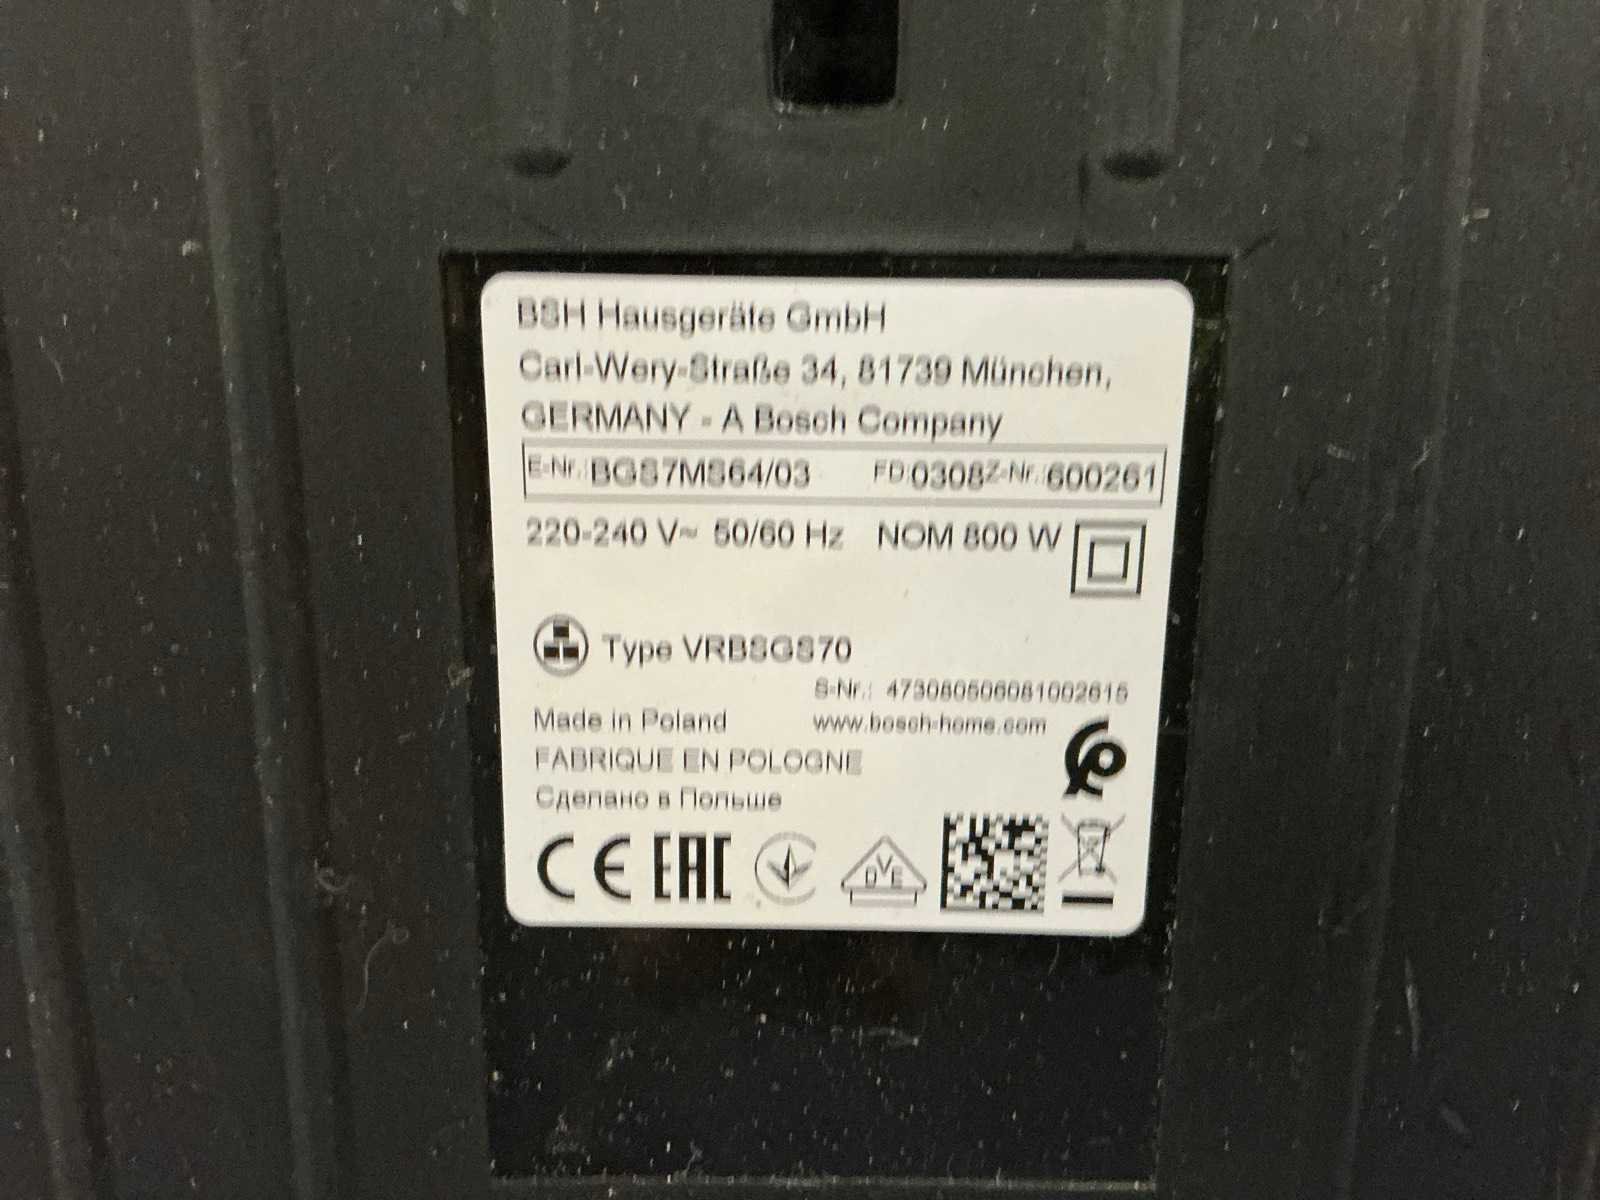 BSH Hausgeräte GmbH
Carl-Wery-Straße 34, 81739 München,
GERMANY - A Bosch Company
E-Nr.: BGS7MS64/03 FD 0308 Z-Nr.: 600261
220-240 V~ 50/60 Hz NOM 800 W
Type VRBSGS70
S-Nr.: 473080506081002615
Made in Poland www.bosch-home.com
FABRIQUE EN POLOGNE
Сделано в Польше
CE EAC VDE